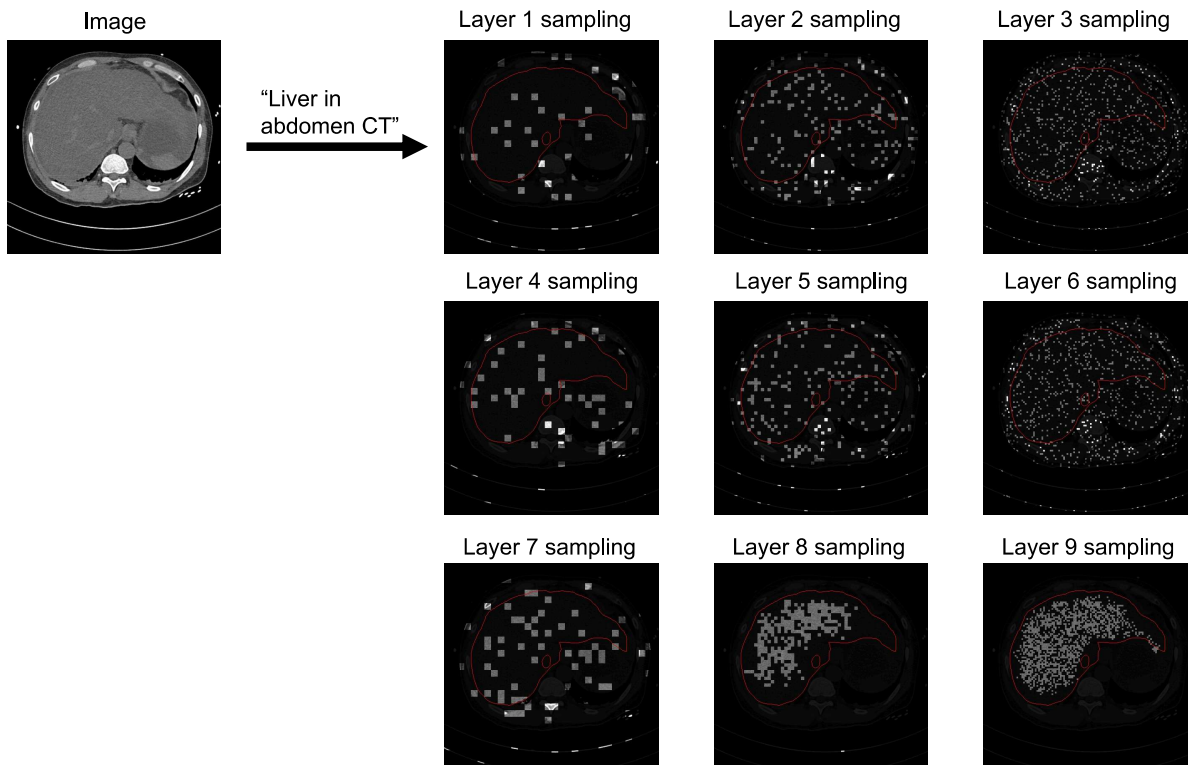 Image
Layer 1 sampling
Layer 2 sampling
Layer 3 sampling
“Liver in
abdomen CT”
Layer 4 sampling
Layer 5 sampling
Layer 6 sampling
Layer 7 sampling
Layer 8 sampling
Layer 9 sampling